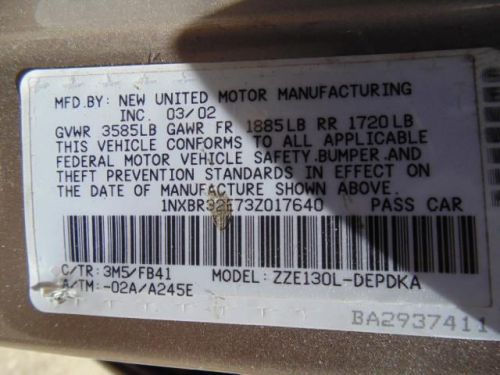 MFD.BY: NEW UNITED MOTOR MANUFACTURING
INC. 03/02
GVWR 3585LB GAWR FR 1885LB RR 1720LB
THIS VEHICLE CONFORMS TO ALL APPLICABLE
FEDERAL MOTOR VEHICLE SAFETY.BUMPER.AND
THEFT PREVENTION STANDARDS IN EFFECT ON
THE DATE OF MANUFACTURE SHOWN ABOVE.
1NXBR32E73Z017640 PASS CAR
C/TR: 3M5/FB41 MODEL: ZZE130L-DEPDKA
A/TM: -02A/A245E
BA2937411